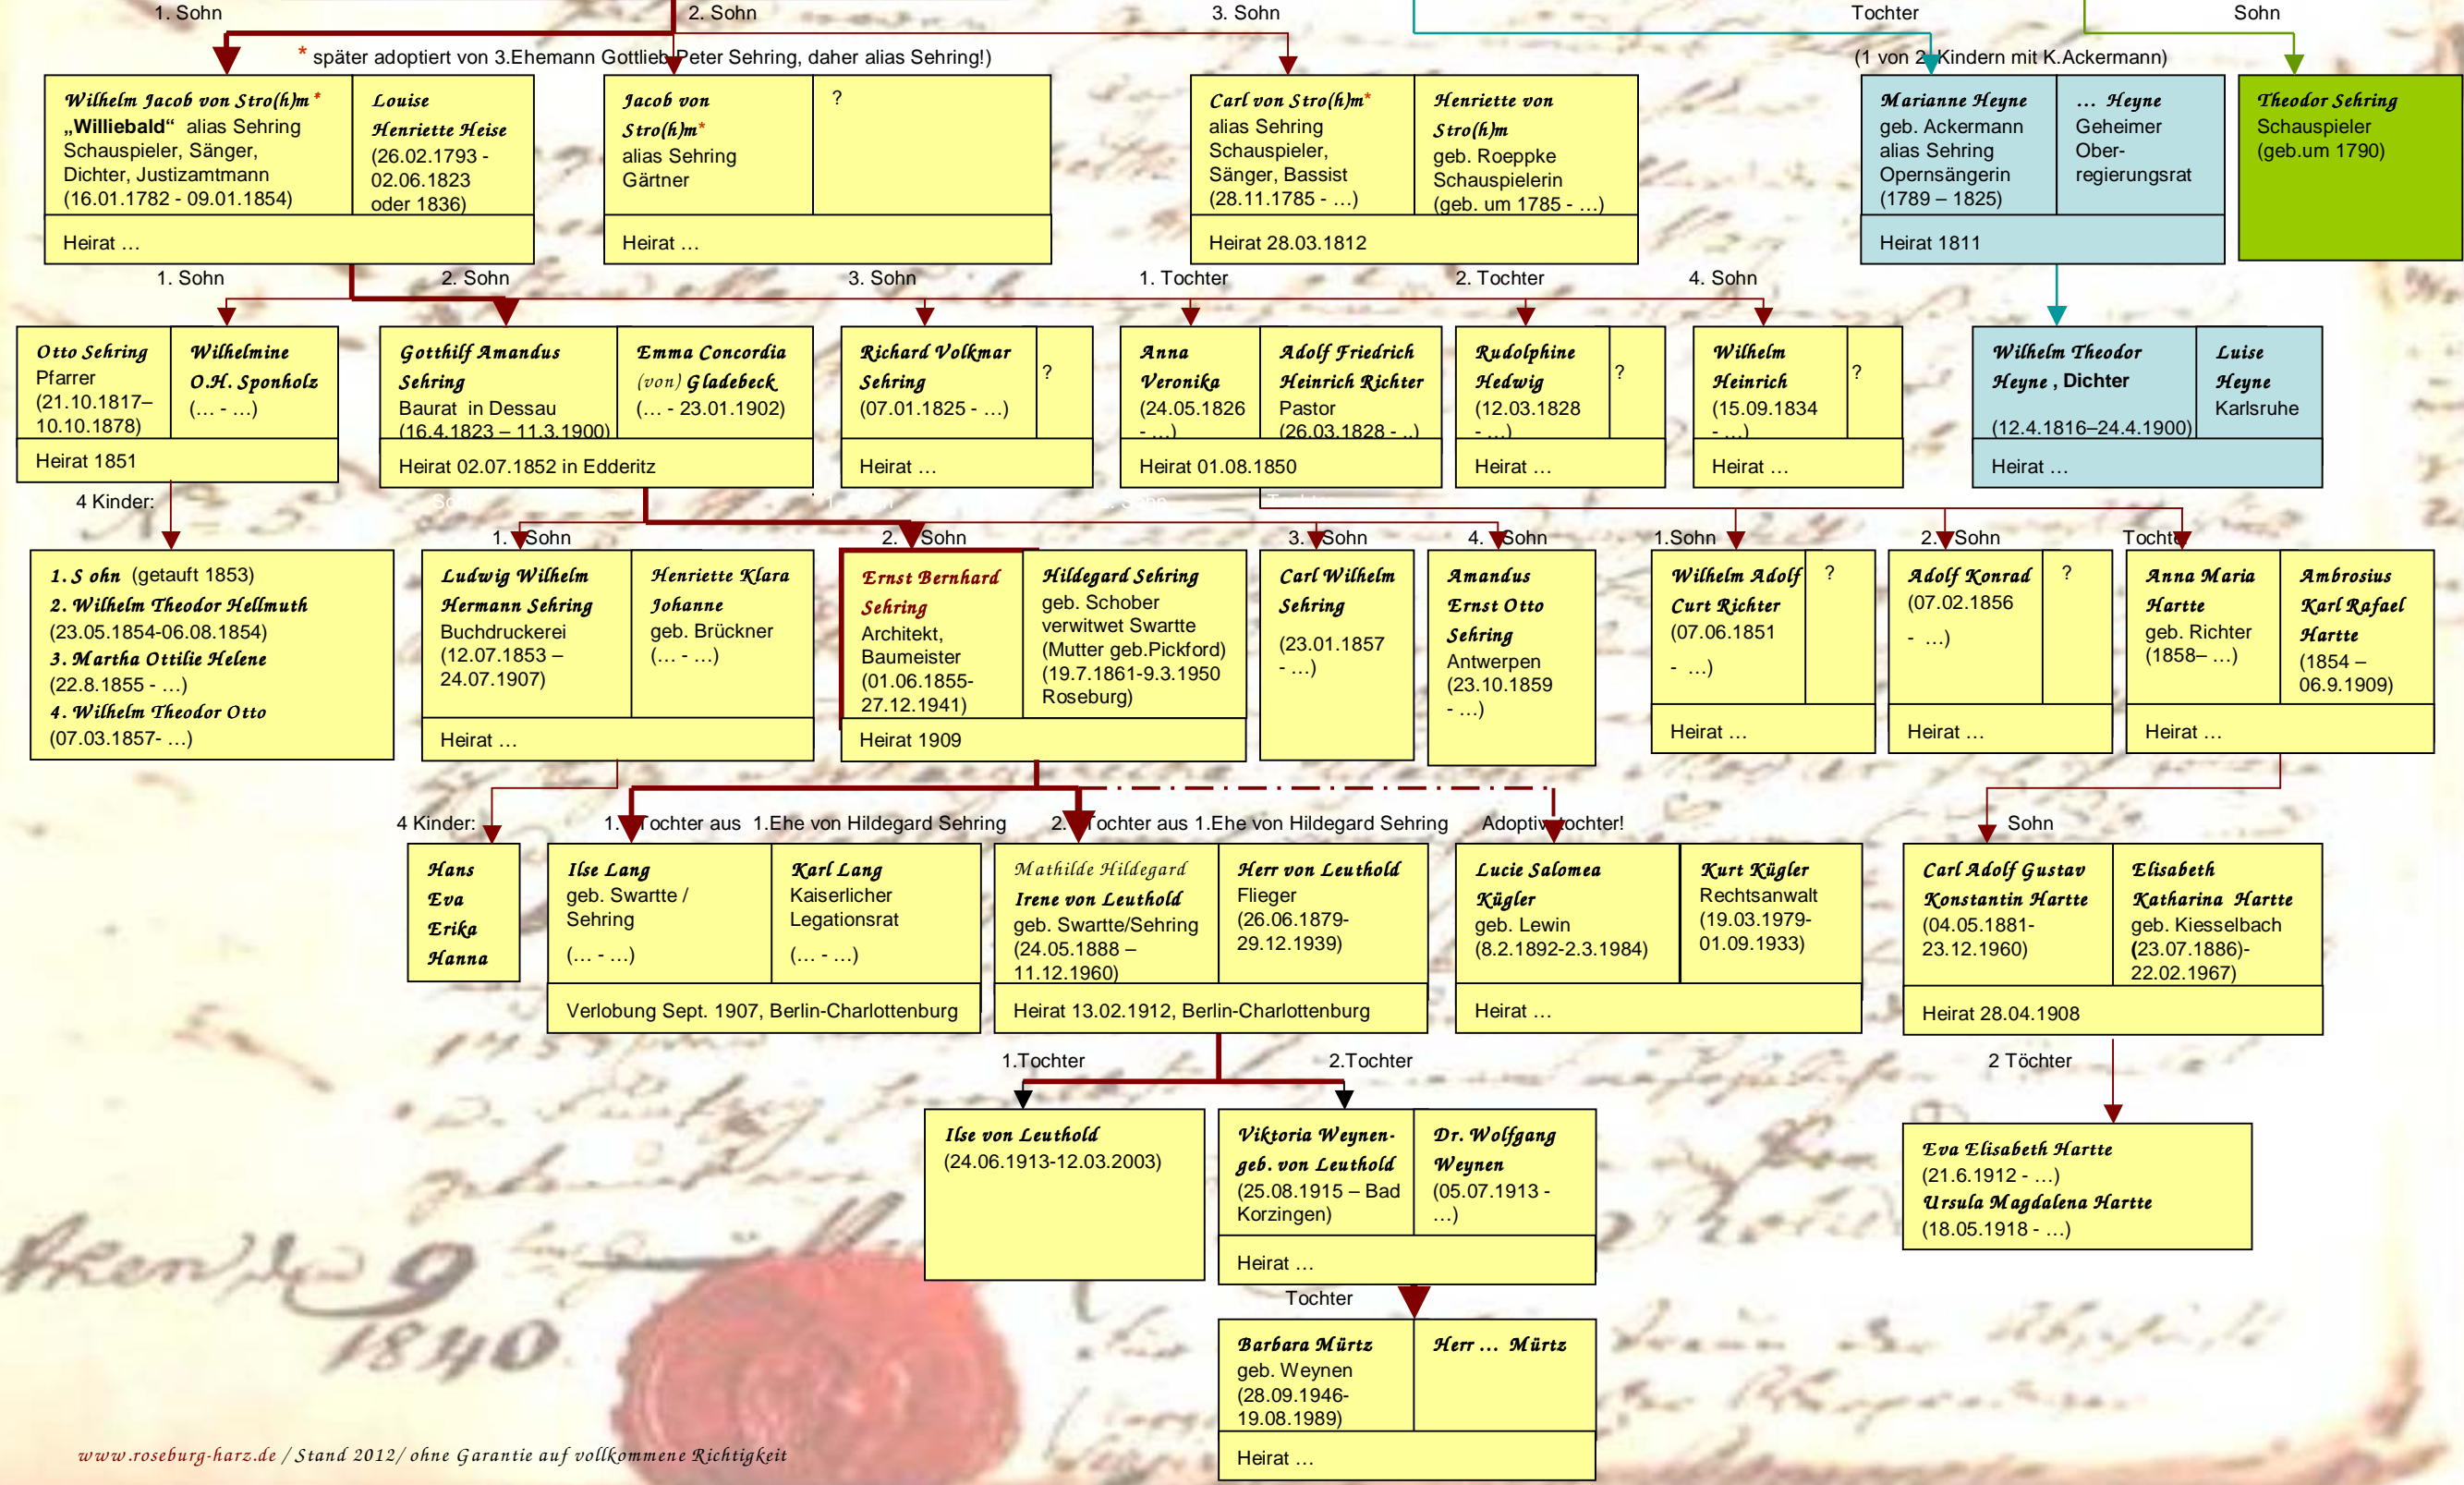 1. Sohn
2. Sohn
3. Sohn
Tochter
Sohn
* später adoptiert von 3.Ehemann Gottlieb Peter Sehring, daher alias Sehring!)
(1 von 2 Kindern mit K.Ackermann)
Wilhelm Jacob von Stro(h)m *
„Williebald“ alias Sehring
Schauspieler, Sänger,
Dichter, Justizamtmann
(16.01.1782 - 09.01.1854)
Louise
Henriette Heise
(26.02.1793 -
02.06.1823
oder 1836)
Heirat …
Jacob von
Stro(h)m*
alias Sehring
Gärtner
?
Heirat …
Carl von Stro(h)m*
alias Sehring
Schauspieler,
Sänger, Bassist
(28.11.1785 - …)
Henriette von
Stro(h)m
geb. Roeppke
Schauspielerin
(geb. um 1785 - …)
Heirat 28.03.1812
Marianne Heyne
geb. Ackermann
alias Sehring
Opernsängerin
(1789 – 1825)
… Heyne
Geheimer
Ober-
regierungsrat
Heirat 1811
Theodor Sehring
Schauspieler
(geb.um 1790)
1. Sohn
2. Sohn
3. Sohn
1. Tochter
2. Tochter
4. Sohn
Otto Sehring
Pfarrer
(21.10.1817–
10.10.1878)
Wilhelmine
O.H. Sponholz
(… - …)
Heirat 1851
Gotthilf Amandus
Sehring
Baurat in Dessau
(16.4.1823 – 11.3.1900)
Emma Concordia
(von) Gladebeck
(… - 23.01.1902)
Heirat 02.07.1852 in Edderitz
Richard Volkmar
Sehring
(07.01.1825 - …)
?
Heirat …
Anna
Veronika
(24.05.1826
- …)
Adolf Friedrich
Heinrich Richter
Pastor
(26.03.1828 - ..)
Heirat 01.08.1850
Rudolphine
Hedwig
(12.03.1828
- …)
?
Heirat …
Wilhelm
Heinrich
(15.09.1834
- …)
?
Heirat …
Wilhelm Theodor
Heyne , Dichter
(12.4.1816–24.4.1900)
Luise
Heyne
Karlsruhe
Heirat …
4 Kinder:
1. Sohn
2. Sohn
3. Sohn
4. Sohn
1.Sohn
2. Sohn
Tochter
1. S ohn (getauft 1853)
2. Wilhelm Theodor Hellmuth
(23.05.1854-06.08.1854)
3. Martha Ottilie Helene
(22.8.1855 - …)
4. Wilhelm Theodor Otto
(07.03.1857- …)
Ludwig Wilhelm
Hermann Sehring
Buchdruckerei
(12.07.1853 –
24.07.1907)
Henriette Klara
Johanne
geb. Brückner
(… - …)
Heirat …
Ernst Bernhard
Sehring
Architekt,
Baumeister
(01.06.1855-
27.12.1941)
Hildegard Sehring
geb. Schober
verwitwet Swartte
(Mutter geb.Pickford)
(19.7.1861-9.3.1950
Roseburg)
Heirat 1909
Carl Wilhelm
Sehring
(23.01.1857
- …)
Amandus
Ernst Otto
Sehring
Antwerpen
(23.10.1859
- …)
Wilhelm Adolf
Curt Richter
(07.06.1851
- …)
?
Heirat …
Adolf Konrad
(07.02.1856
- …)
?
Heirat …
Anna Maria
Hartte
geb. Richter
(1858– …)
Ambrosius
Karl Rafael
Hartte
(1854 –
06.9.1909)
Heirat …
4 Kinder:
1. Tochter aus 1.Ehe von Hildegard Sehring
2. Tochter aus 1.Ehe von Hildegard Sehring
Adoptivtochter!
Sohn
Hans
Eva
Erika
Hanna
Ilse Lang
geb. Swartte /
Sehring
(… - …)
Karl Lang
Kaiserlicher
Legationsrat
(… - …)
Verlobung Sept. 1907, Berlin-Charlottenburg
Mathilde Hildegard
Irene von Leuthold
geb. Swartte/Sehring
(24.05.1888 –
11.12.1960)
Herr von Leuthold
Flieger
(26.06.1879-
29.12.1939)
Heirat 13.02.1912, Berlin-Charlottenburg
Lucie Salomea
Kügler
geb. Lewin
(8.2.1892-2.3.1984)
Kurt Kügler
Rechtsanwalt
(19.03.1979-
01.09.1933)
Heirat …
Carl Adolf Gustav
Konstantin Hartte
(04.05.1881-
23.12.1960)
Elisabeth
Katharina Hartte
geb. Kiesselbach
(23.07.1886)-
22.02.1967)
Heirat 28.04.1908
1.Tochter
2.Tochter
2 Töchter
Ilse von Leuthold
(24.06.1913-12.03.2003)
Viktoria Weynen-
geb. von Leuthold
(25.08.1915 – Bad
Korzingen)
Dr. Wolfgang
Weynen
(05.07.1913 -
…)
Heirat …
Eva Elisabeth Hartte
(21.6.1912 - …)
Ursula Magdalena Hartte
(18.05.1918 - …)
Tochter
Barbara Mürtz
geb. Weynen
(28.09.1946-
19.08.1989)
Herr … Mürtz
Heirat …
9
1840
www.roseburg-harz.de / Stand 2012/ ohne Garantie auf vollkommene Richtigkeit